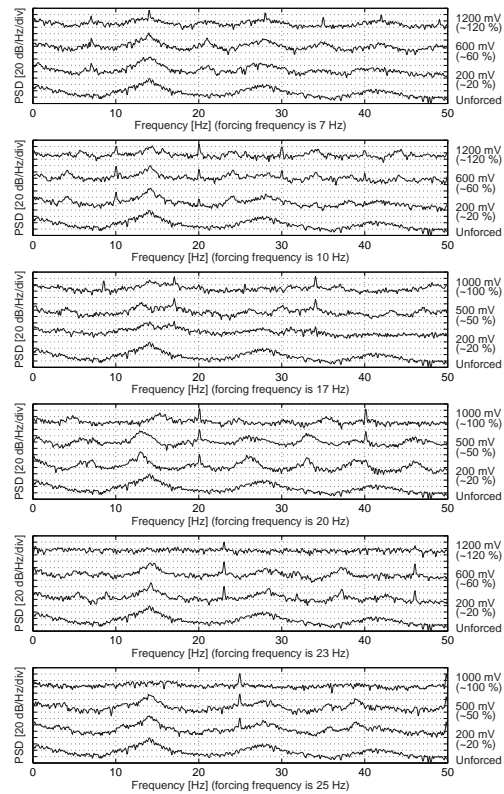 PSD [20 dB/Hz/div]
1200 mV
(~120 %)
600 mV
(~60 %)
200 mV
(~20 %)
Unforced
0 10 20 30 40 50
Frequency [Hz] (forcing frequency is 7 Hz)
PSD [20 dB/Hz/div]
1200 mV
(~120 %)
600 mV
(~60 %)
200 mV
(~20 %)
Unforced
0 10 20 30 40 50
Frequency [Hz] (forcing frequency is 10 Hz)
PSD [20 dB/Hz/div]
1000 mV
(~100 %)
500 mV
(~50 %)
200 mV
(~20 %)
Unforced
0 10 20 30 40 50
Frequency [Hz] (forcing frequency is 17 Hz)
PSD [20 dB/Hz/div]
1000 mV
(~100 %)
500 mV
(~50 %)
200 mV
(~20 %)
Unforced
0 10 20 30 40 50
Frequency [Hz] (forcing frequency is 20 Hz)
PSD [20 dB/Hz/div]
1200 mV
(~120 %)
600 mV
(~60 %)
200 mV
(~20 %)
Unforced
0 10 20 30 40 50
Frequency [Hz] (forcing frequency is 23 Hz)
PSD [20 dB/Hz/div]
1000 mV
(~100 %)
500 mV
(~50 %)
200 mV
(~20 %)
Unforced
0 10 20 30 40 50
Frequency [Hz] (forcing frequency is 25 Hz)